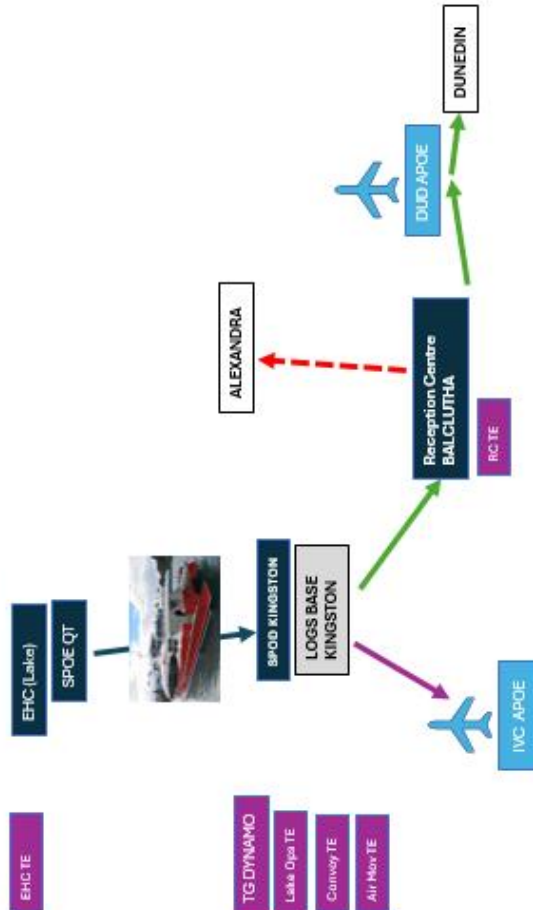 EHC TE
EHC (Lake)
SPOE QT
TG DYNAMO
Lake Ops TE
Convoy TE
Air Mov TE
SPOD KINGSTON
LOGS BASE
KINGSTON
IVC APOE
ALEXANDRA
Reception Centre
BALCLUTHA
RC TE
DUD APOE
DUNEDIN